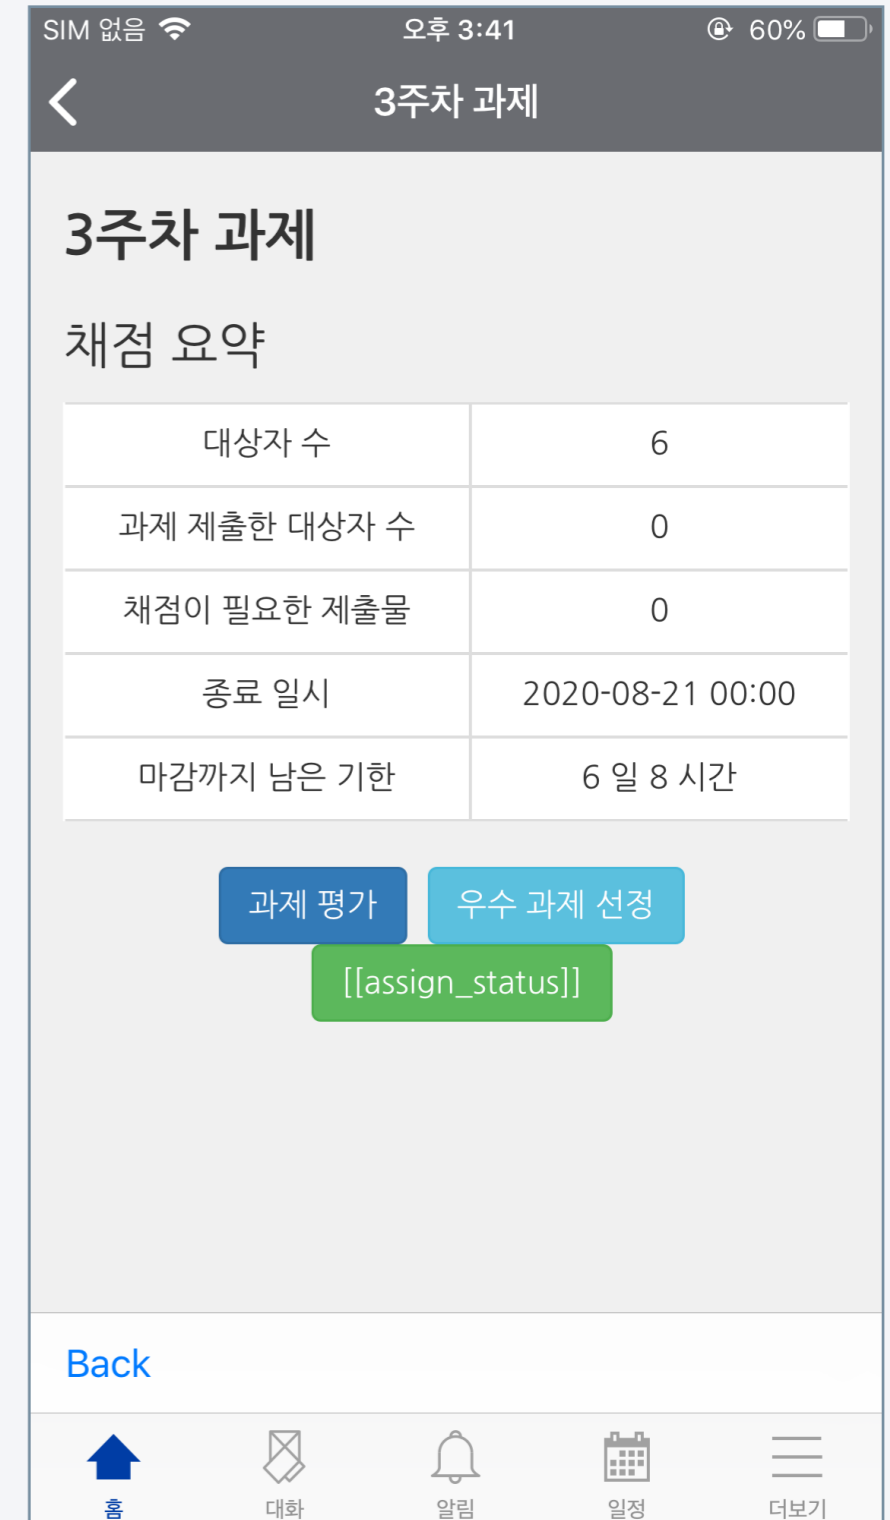 SIM 없음 오후 3:41 60%
3주차 과제
3주차 과제
채점 요약
대상자 수 6
과제 제출한 대상자 수 0
채점이 필요한 제출물 0
종료 일시 2020-08-21 00:00
마감까지 남은 기한 6 일 8 시간
과제 평가 우수 과제 선정
[[assign_status]]
Back
홈 대화 알림 일정 더보기